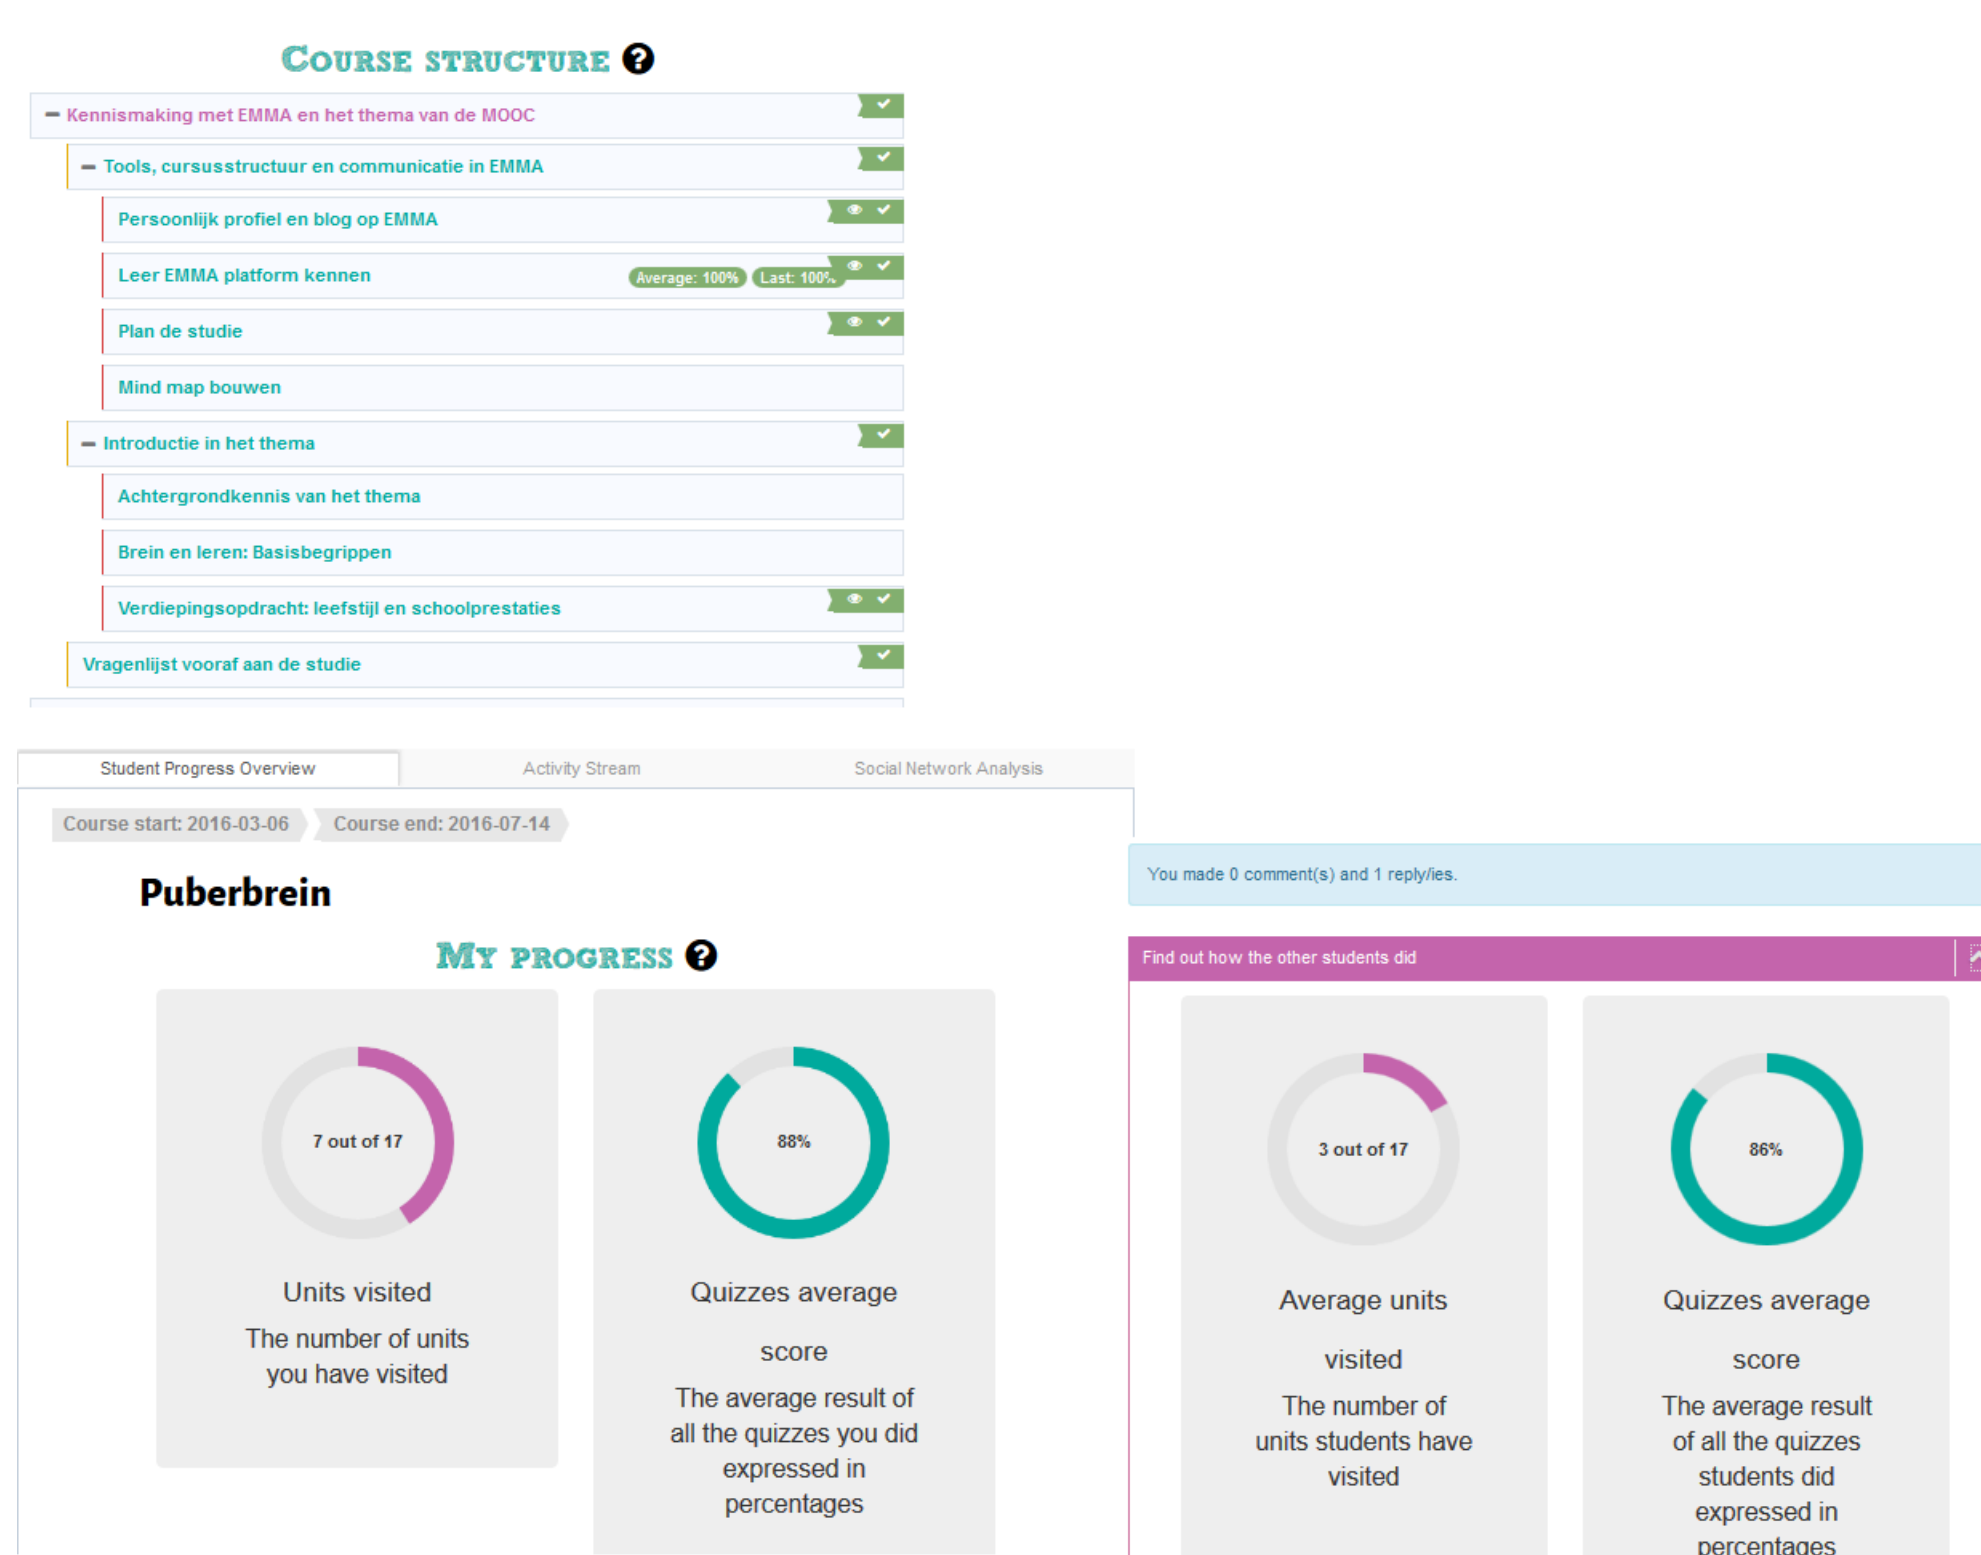 COURSE STRUCTURE ?
Kennismaking met EMMA en het thema van de MOOC
Tools, cursusstructuur en communicatie in EMMA
Persoonlijk profiel en blog op EMMA
Leer EMMA platform kennen Average: 100% Last: 100%
Plan de studie
Mind map bouwen
Introductie in het thema
Achtergrondkennis van het thema
Brein en leren: Basisbegrippen
Verdiepingsopdracht: leefstijl en schoolprestaties
Vragenlijst vooraf aan de studie
Student Progress Overview Activity Stream Social Network Analysis
Course start: 2016-03-06 Course end: 2016-07-14
Puberbrein
MY PROGRESS ?
7 out of 17
Units visited
The number of units
you have visited
88%
Quizzes average
score
The average result of
all the quizzes you did
expressed in
percentages
You made 0 comment(s) and 1 reply/ies.
Find out how the other students did
3 out of 17
Average units
visited
The number of
units students have
visited
86%
Quizzes average
score
The average result
of all the quizzes
students did
expressed in
percentages